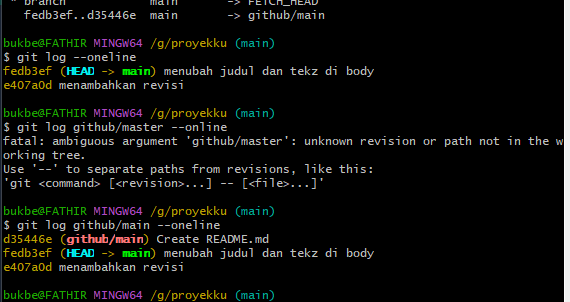 * branch            main       -> FETCH_HEAD
   fedb3ef..d35446e  main       -> github/main

bukbe@FATHIR MINGW64 /g/proyekku (main)
$ git log --oneline
fedb3ef (HEAD -> main) menubah judul dan tekz di body
e407a0d menambahkan revisi

bukbe@FATHIR MINGW64 /g/proyekku (main)
$ git log github/master --online
fatal: ambiguous argument 'github/master': unknown revision or path not in the w
orking tree.
Use '--' to separate paths from revisions, like this:
'git <command> [<revision>...] -- [<file>...]'

bukbe@FATHIR MINGW64 /g/proyekku (main)
$ git log github/main --oneline
d35446e (github/main) Create README.md
fedb3ef (HEAD -> main) menubah judul dan tekz di body
e407a0d menambahkan revisi

bukbe@FATHIR MINGW64 /g/proyekku (main)